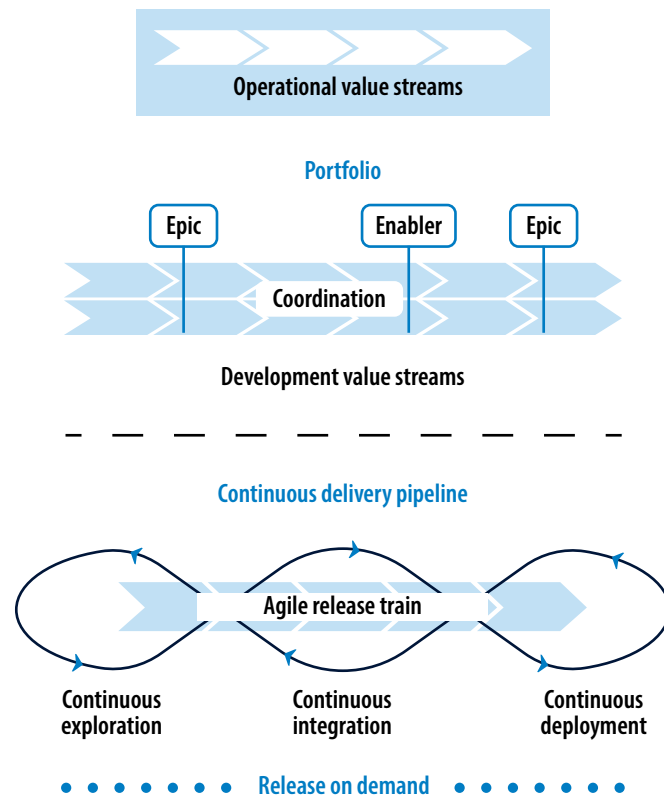 Operational value streams
Portfolio
Epic
Enabler
Epic
Coordination
Development value streams
Continuous delivery pipeline
Agile release train
Continuous
exploration
Continuous
integration
Continuous
deployment
Release on demand